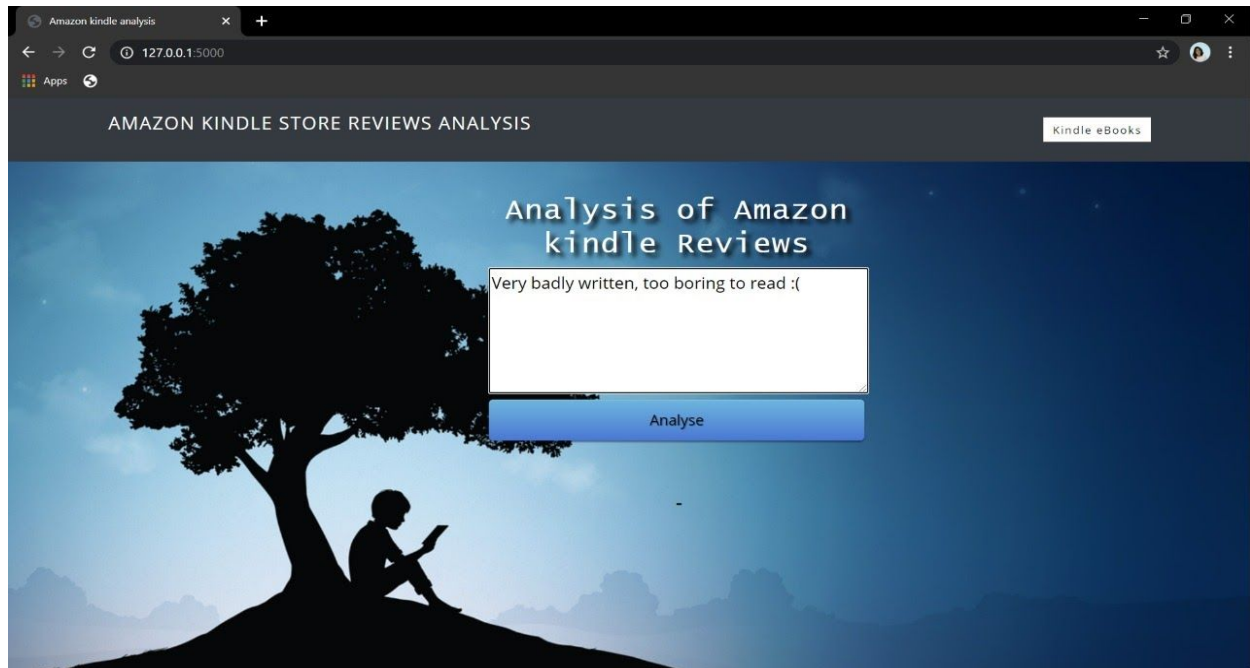 Amazon kindle analysis
127.0.0.1:5000
Apps
AMAZON KINDLE STORE REVIEWS ANALYSIS
Kindle eBooks
Analysis of Amazon
kindle Reviews
Very badly written, too boring to read :(
Analyse
-